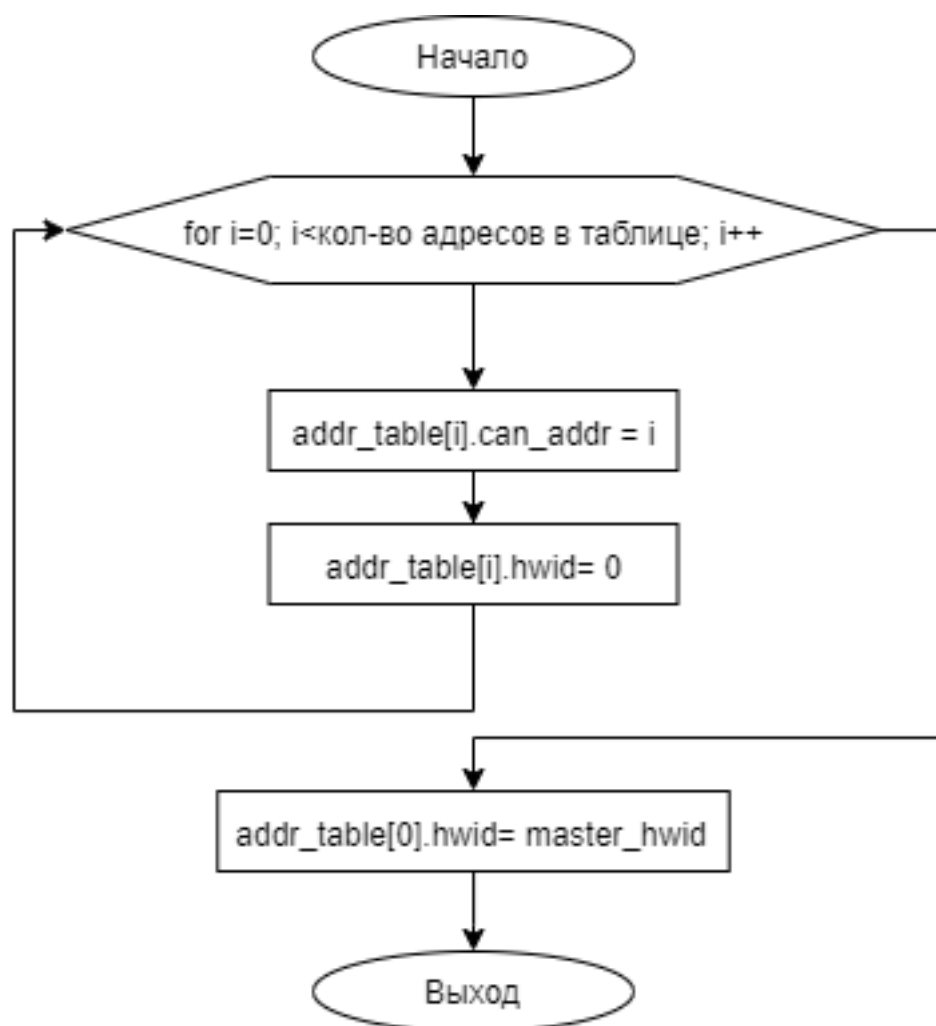 Начало
for i=0; i<кол-во адресов в таблице; i++
addr_table[i].can_addr = i
addr_table[i].hwid= 0
addr_table[0].hwid= master_hwid
Выход